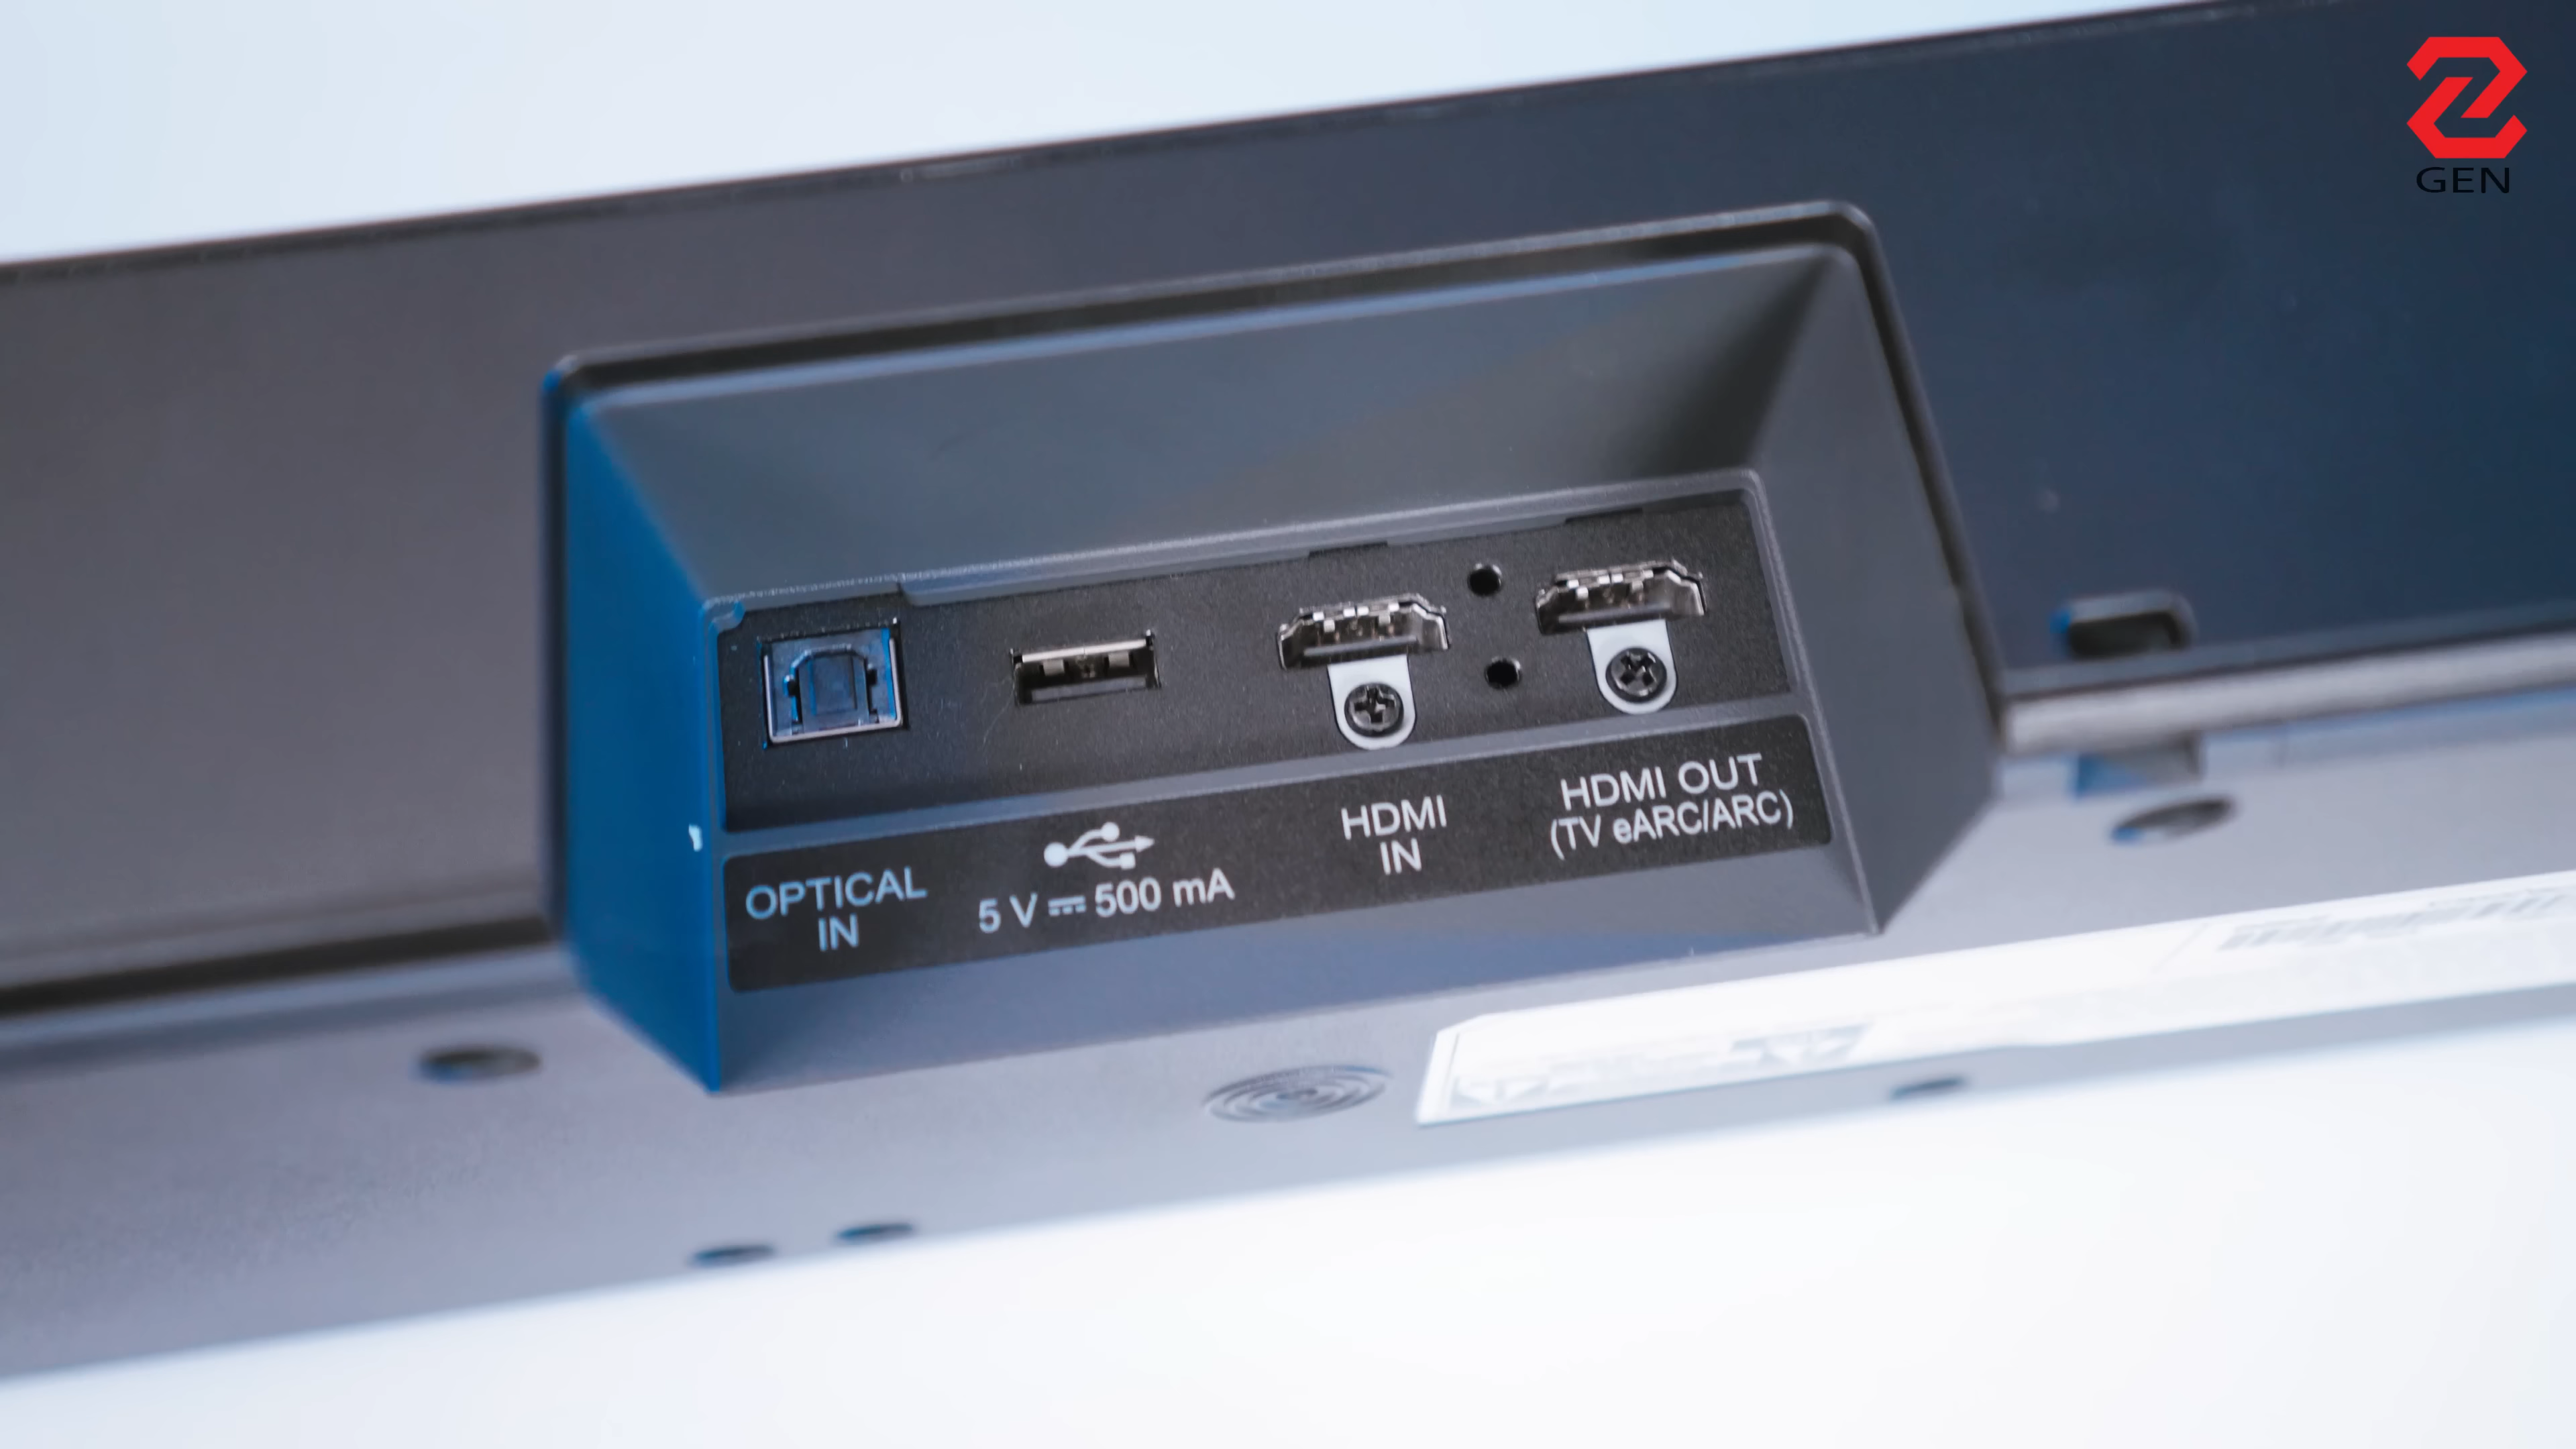 GEN
OPTICAL
IN
5 V ⎓ 500 mA
HDMI
IN
HDMI OUT
(TV eARC/ARC)